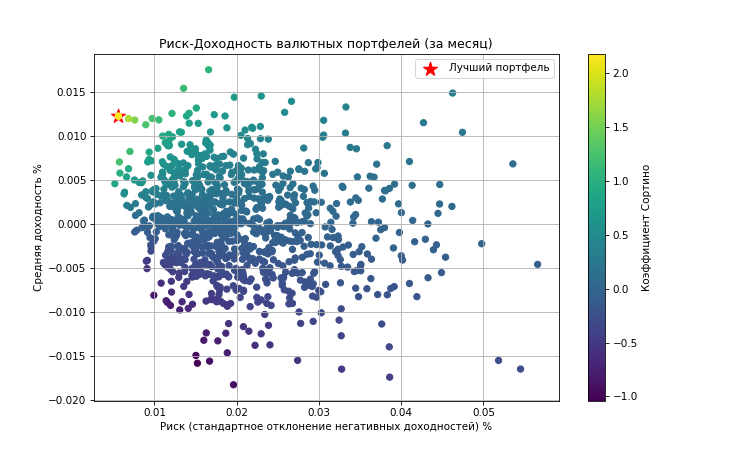 Риск-Доходность валютных портфелей (за месяц)
Лучший портфель
Средняя доходность %
0.015
0.010
0.005
0.000
−0.005
−0.010
−0.015
−0.020
0.01 0.02 0.03 0.04 0.05
Риск (стандартное отклонение негативных доходностей) %
2.0
1.5
1.0
0.5
0.0
−0.5
−1.0
Коэффициент Сортино